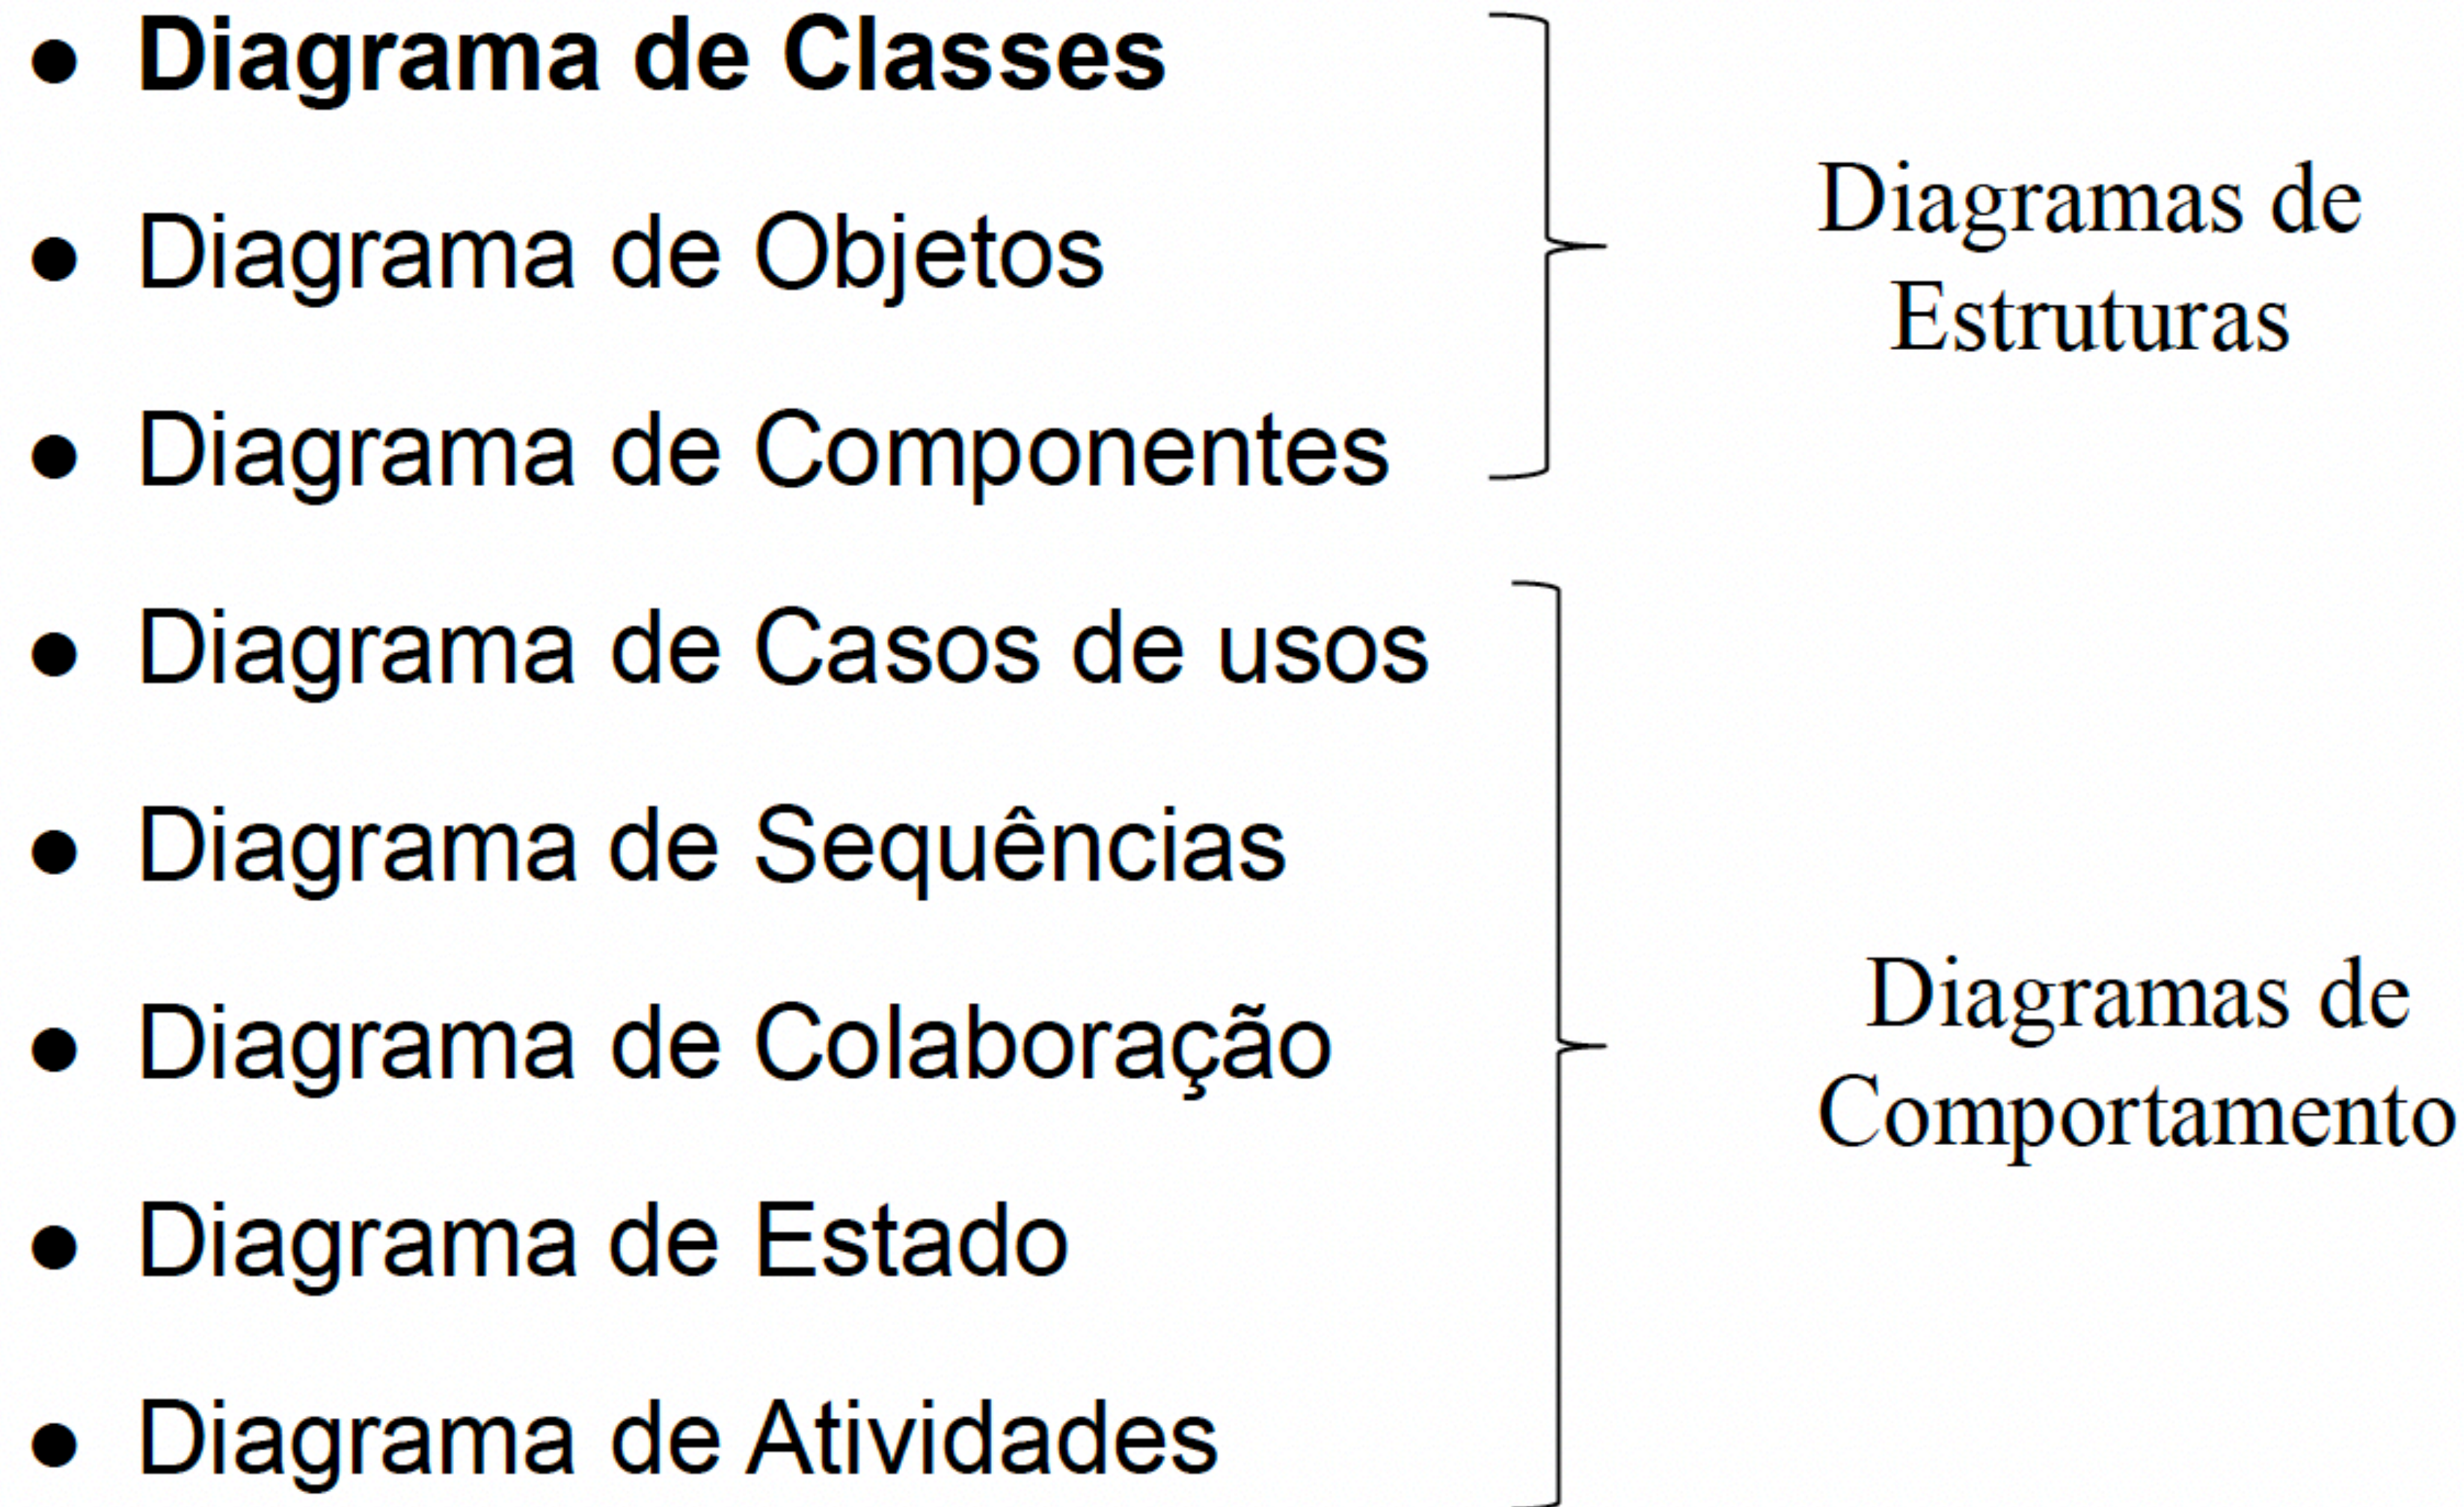 ● Diagrama de Classes
● Diagrama de Objetos
● Diagrama de Componentes
Diagramas de
Estruturas
● Diagrama de Casos de usos
● Diagrama de Sequências
● Diagrama de Colaboração
● Diagrama de Estado
● Diagrama de Atividades
Diagramas de
Comportamento